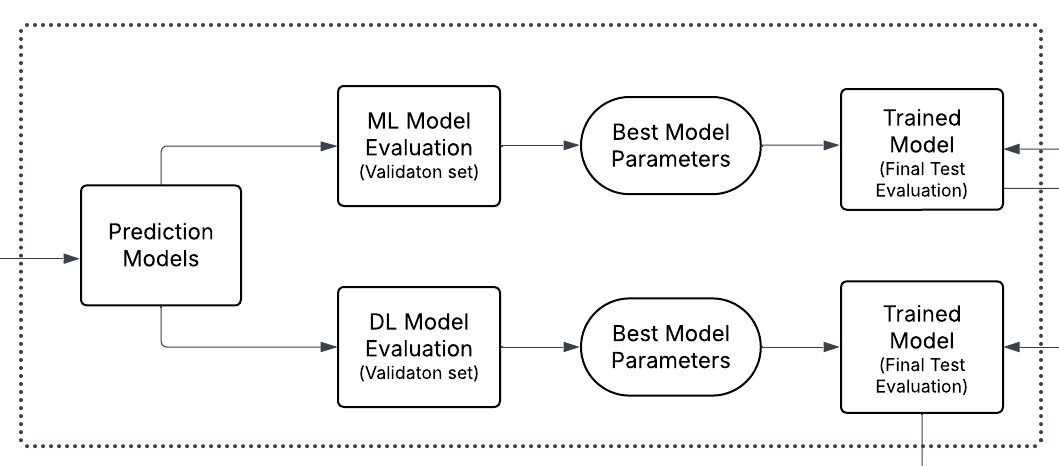 Prediction
Models
ML Model
Evaluation
(Validaton set)
Best Model
Parameters
Trained
Model
(Final Test
Evaluation)
DL Model
Evaluation
(Validaton set)
Best Model
Parameters
Trained
Model
(Final Test
Evaluation)